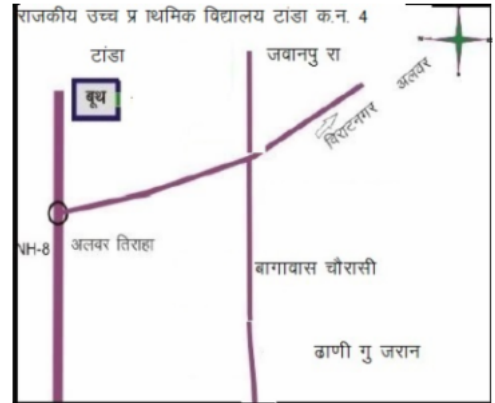 राजकीय उच्च प्र ाथमिक विद्यालय टांडा क.न. 4
टांडा
जवानपु रा
बूथ
अलवर
विराटनगर
NH-8
अलवर तिराहा
बागावास चौरासी
ढाणी गु जरान